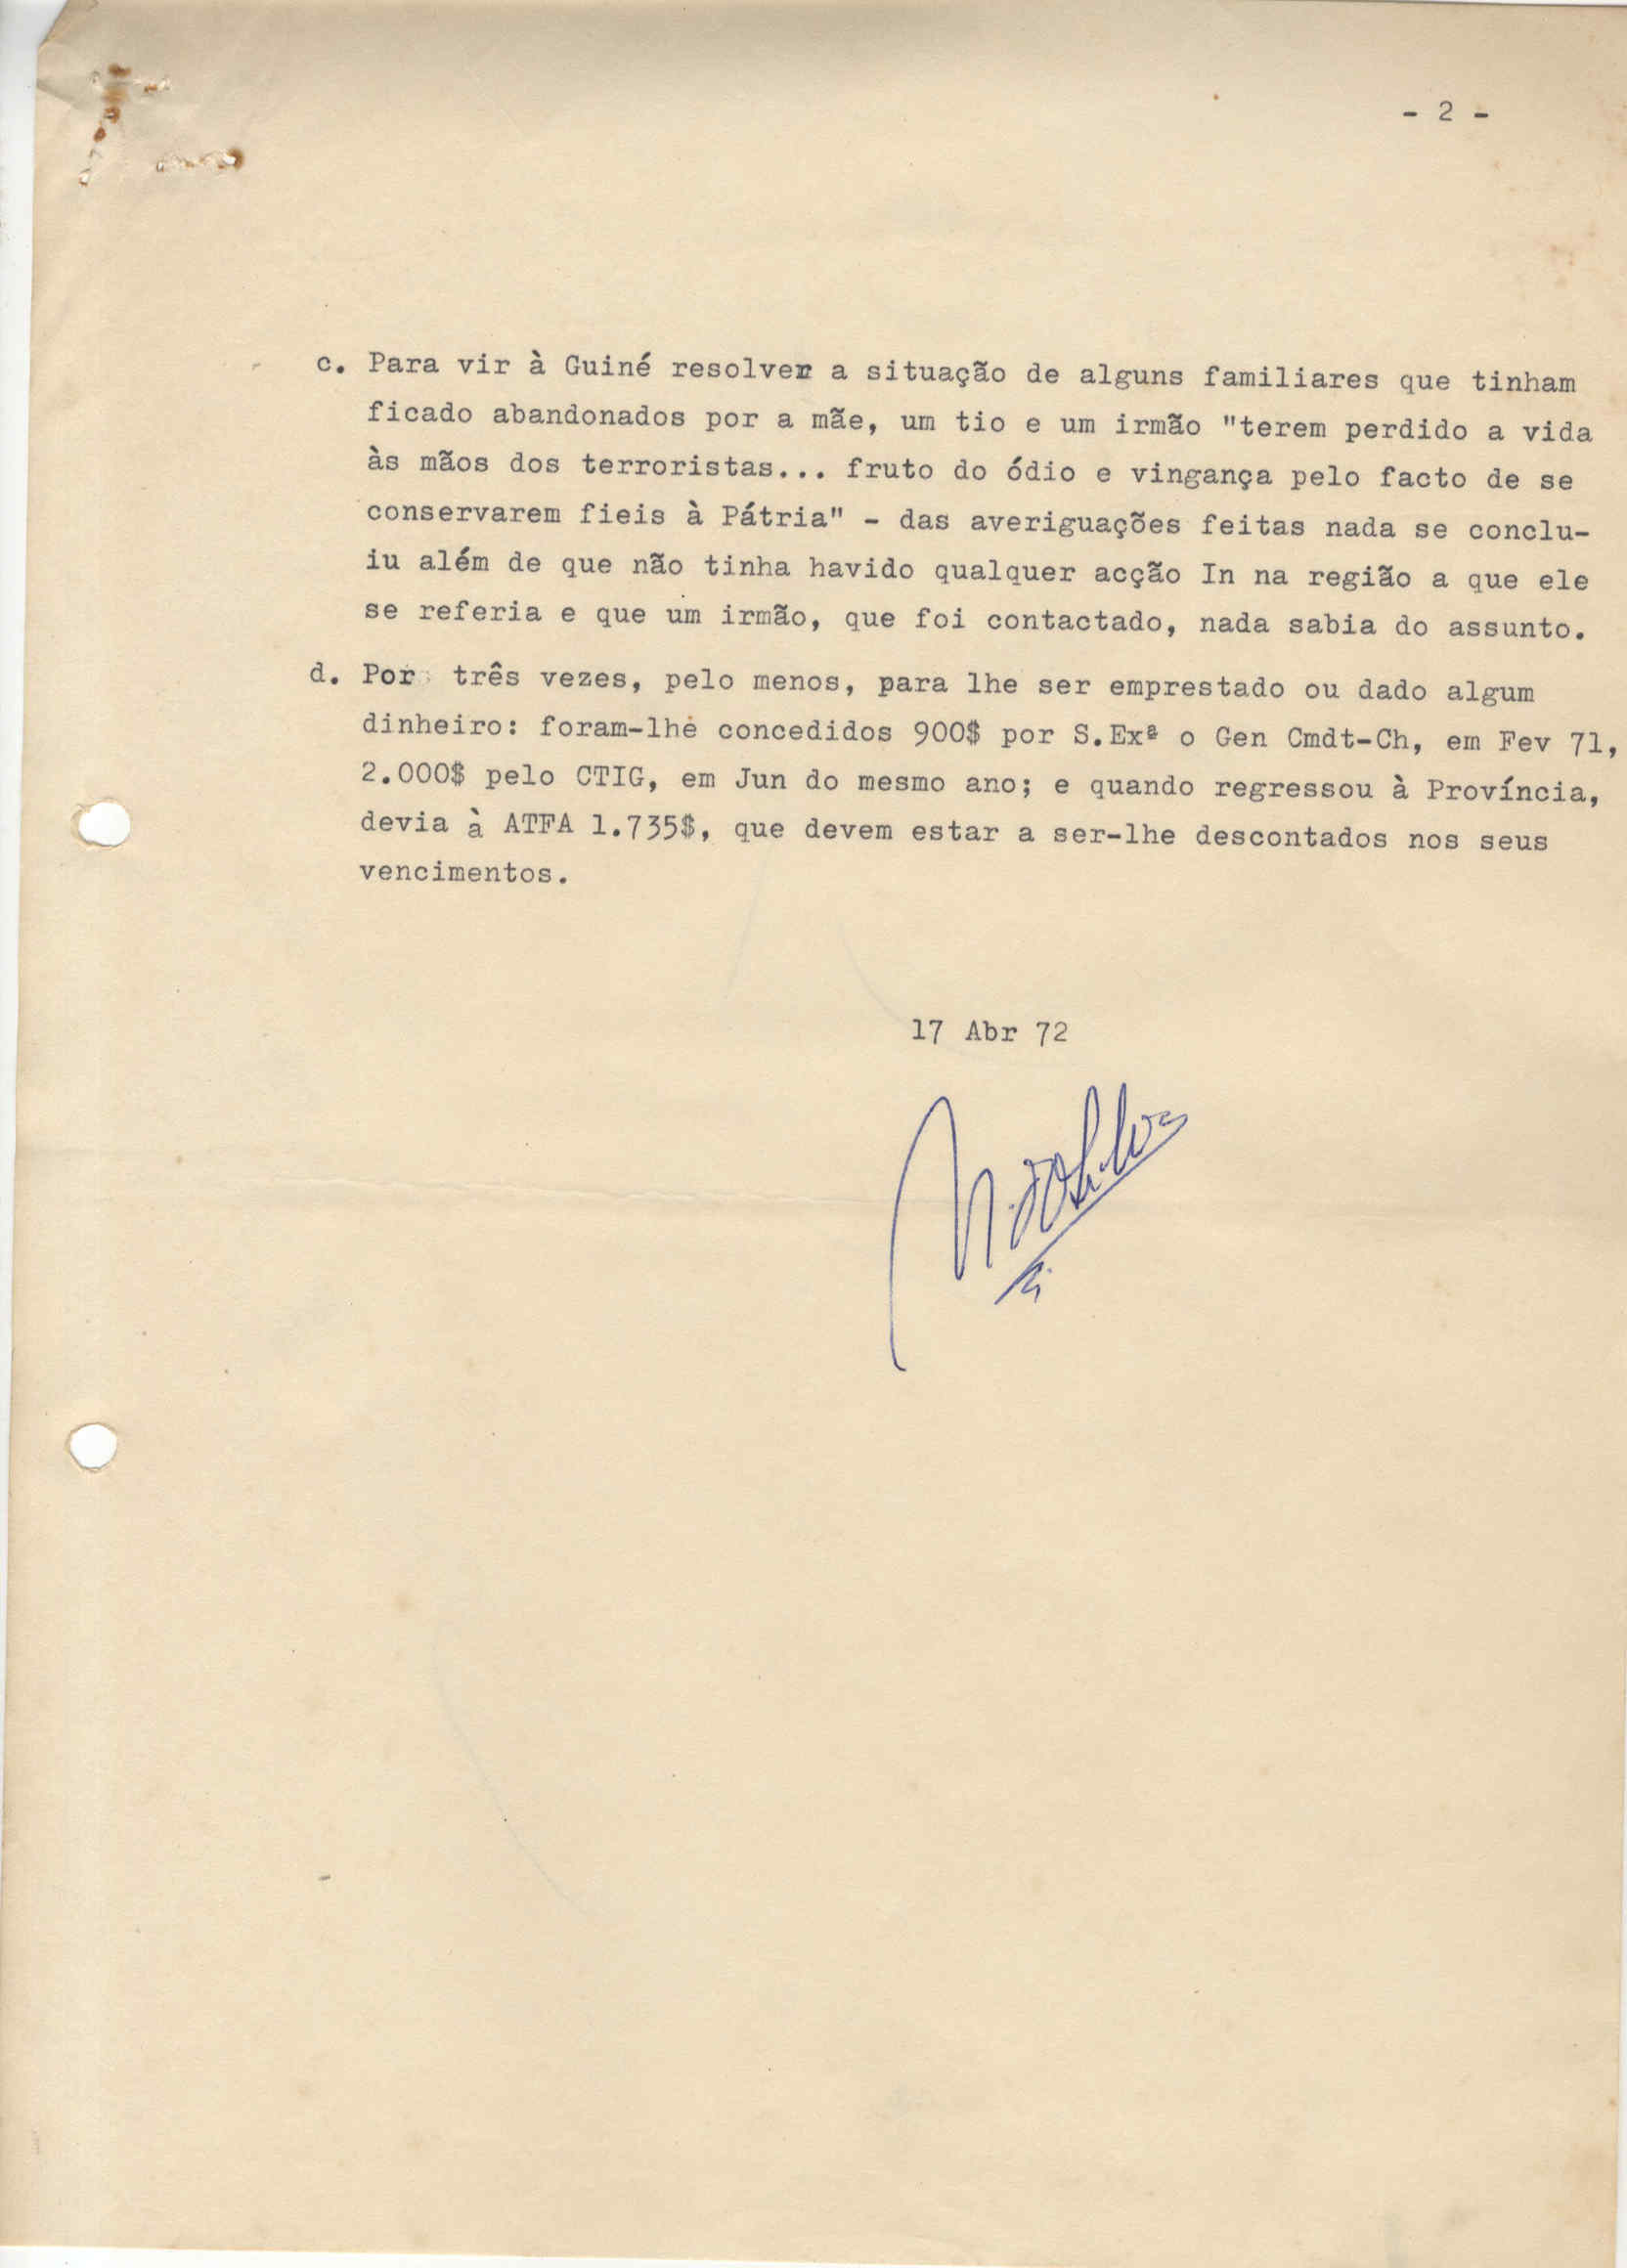 - 2 -
c. Para vir à Guiné resolver a situação de alguns familiares que tinham
ficado abandonados por a mãe, um tio e um irmão "terem perdido a vida
às mãos dos terroristas... fruto do ódio e vingança pelo facto de se
conservarem fieis à Pátria" - das averiguações feitas nada se conclu-
iu além de que não tinha havido qualquer acção In na região a que ele
se referia e que um irmão, que foi contactado, nada sabia do assunto.
d. Por três vezes, pelo menos, para lhe ser emprestado ou dado algum
dinheiro: foram-lhe concedidos 900$ por S.Exª o Gen Cmdt-Ch, em Fev 71,
2.000$ pelo CTIG, em Jun do mesmo ano; e quando regressou à Província,
devia à ATFA 1.735$, que devem estar a ser-lhe descontados nos seus
vencimentos.
17 Abr 72